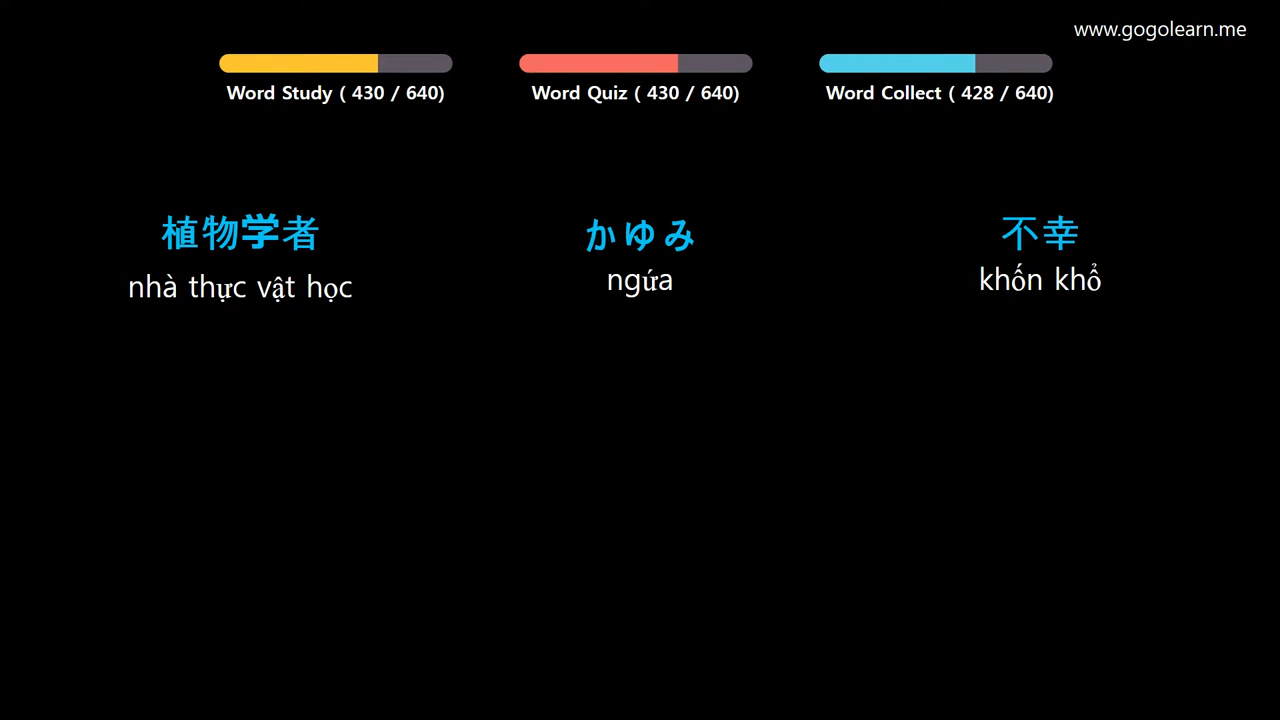 www.gogolearn.me
Word Study ( 430 / 640)
Word Quiz ( 430 / 640)
Word Collect ( 428 / 640)
植物学者
nhà thực vật học
かゆみ
ngứa
不幸
khốn khổ